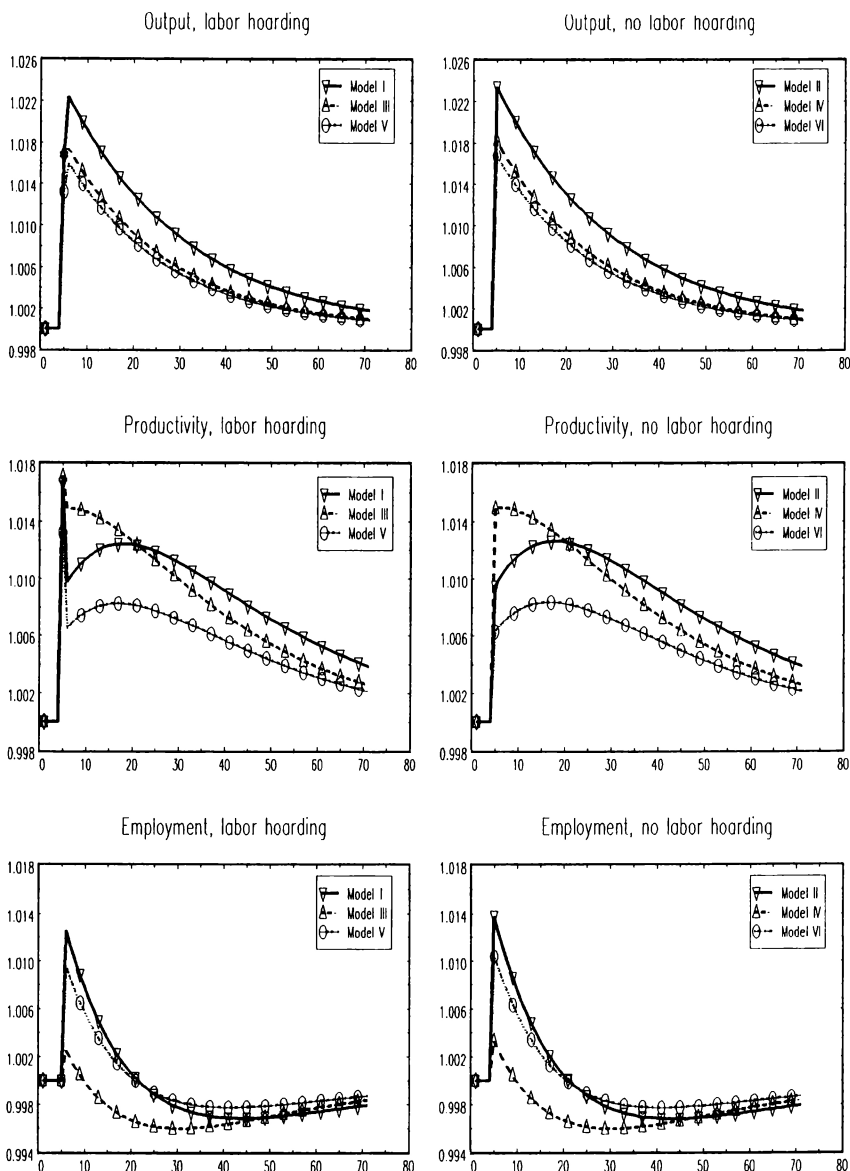 Output, labor hoarding
1.026
1.022
1.018
1.014
1.010
1.006
1.002
0.998
0 10 20 30 40 50 60 70 80
Model I
Model III
Model V
Output, no labor hoarding
1.026
1.022
1.018
1.014
1.010
1.006
1.002
0.998
0 10 20 30 40 50 60 70 80
Model II
Model IV
Model VI
Productivity, labor hoarding
1.018
1.014
1.010
1.006
1.002
0.998
0 10 20 30 40 50 60 70 80
Model I
Model III
Model V
Productivity, no labor hoarding
1.018
1.014
1.010
1.006
1.002
0.998
0 10 20 30 40 50 60 70 80
Model II
Model IV
Model VI
Employment, labor hoarding
1.018
1.014
1.010
1.006
1.002
0.998
0.994
0 10 20 30 40 50 60 70 80
Model I
Model III
Model V
Employment, no labor hoarding
1.018
1.014
1.010
1.006
1.002
0.998
0.994
0 10 20 30 40 50 60 70 80
Model II
Model IV
Model VI